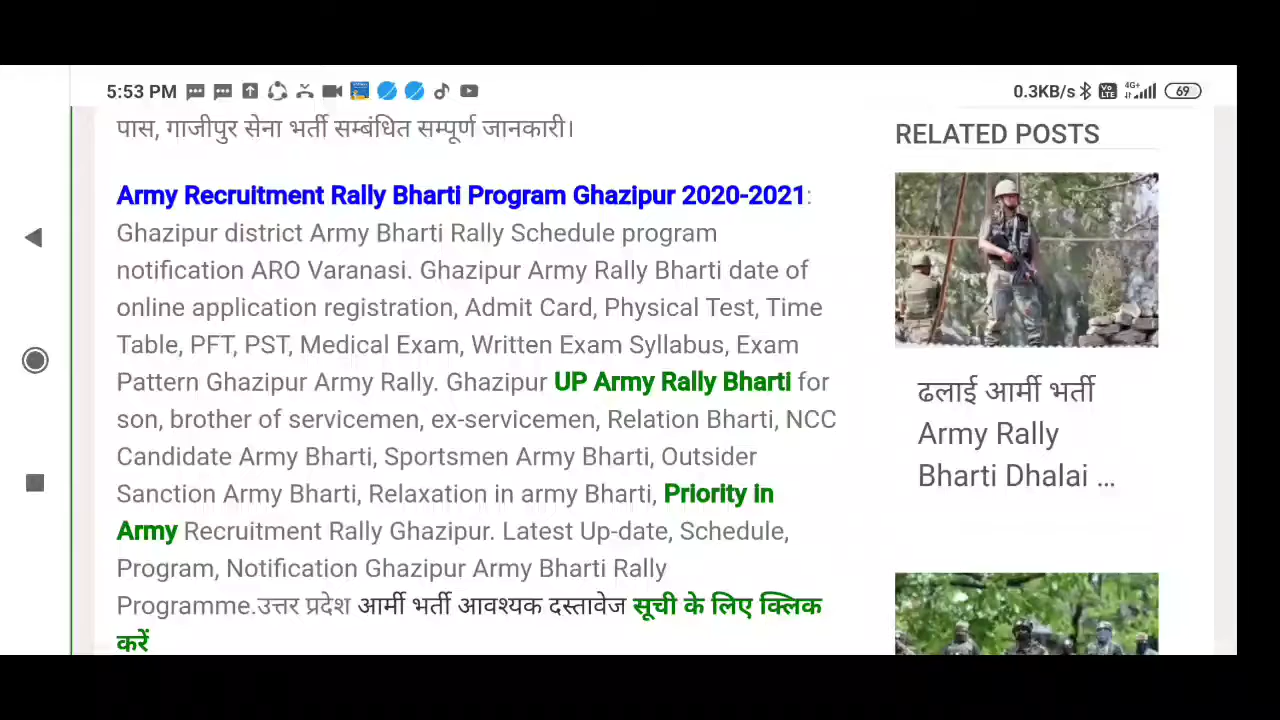 5:53 PM
0.3KB/s
Vo LTE
4G+
69
पास, गाजीपुर सेना भर्ती सम्बंधित सम्पूर्ण जानकारी।
Army Recruitment Rally Bharti Program Ghazipur 2020-2021:
Ghazipur district Army Bharti Rally Schedule program
notification ARO Varanasi. Ghazipur Army Rally Bharti date of
online application registration, Admit Card, Physical Test, Time
Table, PFT, PST, Medical Exam, Written Exam Syllabus, Exam
Pattern Ghazipur Army Rally. Ghazipur UP Army Rally Bharti for
son, brother of servicemen, ex-servicemen, Relation Bharti, NCC
Candidate Army Bharti, Sportsmen Army Bharti, Outsider
Sanction Army Bharti, Relaxation in army Bharti, Priority in
Army Recruitment Rally Ghazipur. Latest Up-date, Schedule,
Program, Notification Ghazipur Army Bharti Rally
Programme.उत्तर प्रदेश आर्मी भर्ती आवश्यक दस्तावेज सूची के लिए क्लिक
करें
RELATED POSTS
ढलाई आर्मी भर्ती
Army Rally
Bharti Dhalai ...